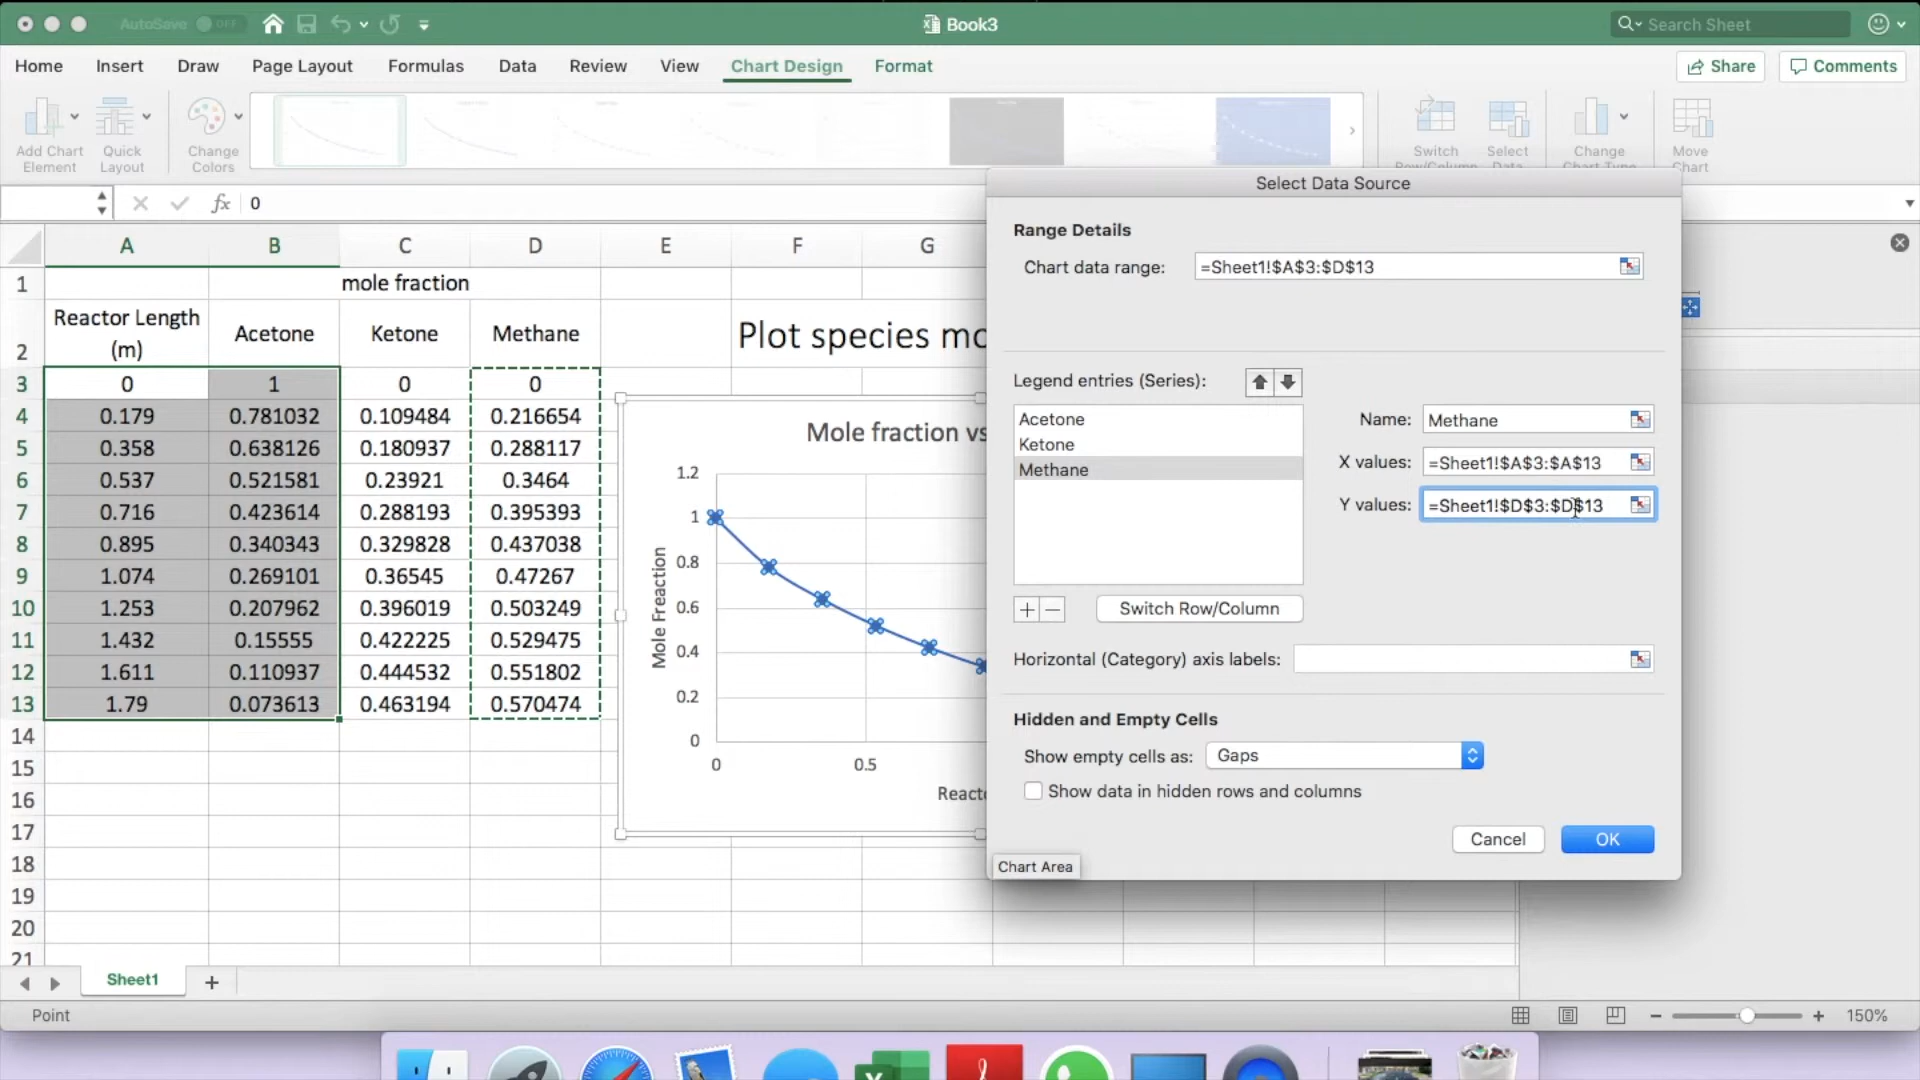 AutoSave OFF
Book3
Search Sheet
Home Insert Draw Page Layout Formulas Data Review View Chart Design Format
Share Comments
Add Chart Element
Quick Layout
Change Colors
Switch Row/Column
Select Data
Change Chart Type
Move Chart
fx 0
A B C D E F G
1 mole fraction
2 Reactor Length (m) Acetone Ketone Methane
3 0 1 0 0
4 0.179 0.781032 0.109484 0.216654
5 0.358 0.638126 0.180937 0.288117
6 0.537 0.521581 0.23921 0.3464
7 0.716 0.423614 0.288193 0.395393
8 0.895 0.340343 0.329828 0.437038
9 1.074 0.269101 0.36545 0.47267
10 1.253 0.207962 0.396019 0.503249
11 1.432 0.15555 0.422225 0.529475
12 1.611 0.110937 0.444532 0.551802
13 1.79 0.073613 0.463194 0.570474
14
15
16
17
18
19
20
21
Plot species
Mole fraction
Mole Freaction
1.2
1
0.8
0.6
0.4
0.2
0
0 0.5
Select Data Source
Range Details
Chart data range: =Sheet1!$A$3:$D$13
Legend entries (Series):
Acetone
Ketone
Methane
Name: Methane
X values: =Sheet1!$A$3:$A$13
Y values: =Sheet1!$D$3:$D$13
+ − Switch Row/Column
Horizontal (Category) axis labels:
Hidden and Empty Cells
Show empty cells as: Gaps
Show data in hidden rows and columns
Cancel OK
Chart Area
Sheet1 +
Point
− + 150%